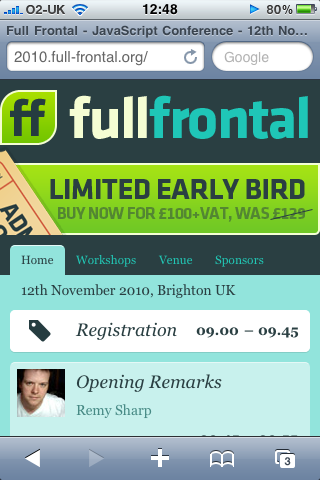 O2-UK 12:48 80%
Full Frontal - JavaScript Conference - 12th No...
2010.full-frontal.org/ Google
ff fullfrontal
ADM
LIMITED EARLY BIRD
BUY NOW FOR £100+VAT, WAS £129
Home Workshops Venue Sponsors
12th November 2010, Brighton UK
Registration 09.00 – 09.45
Opening Remarks
Remy Sharp
3